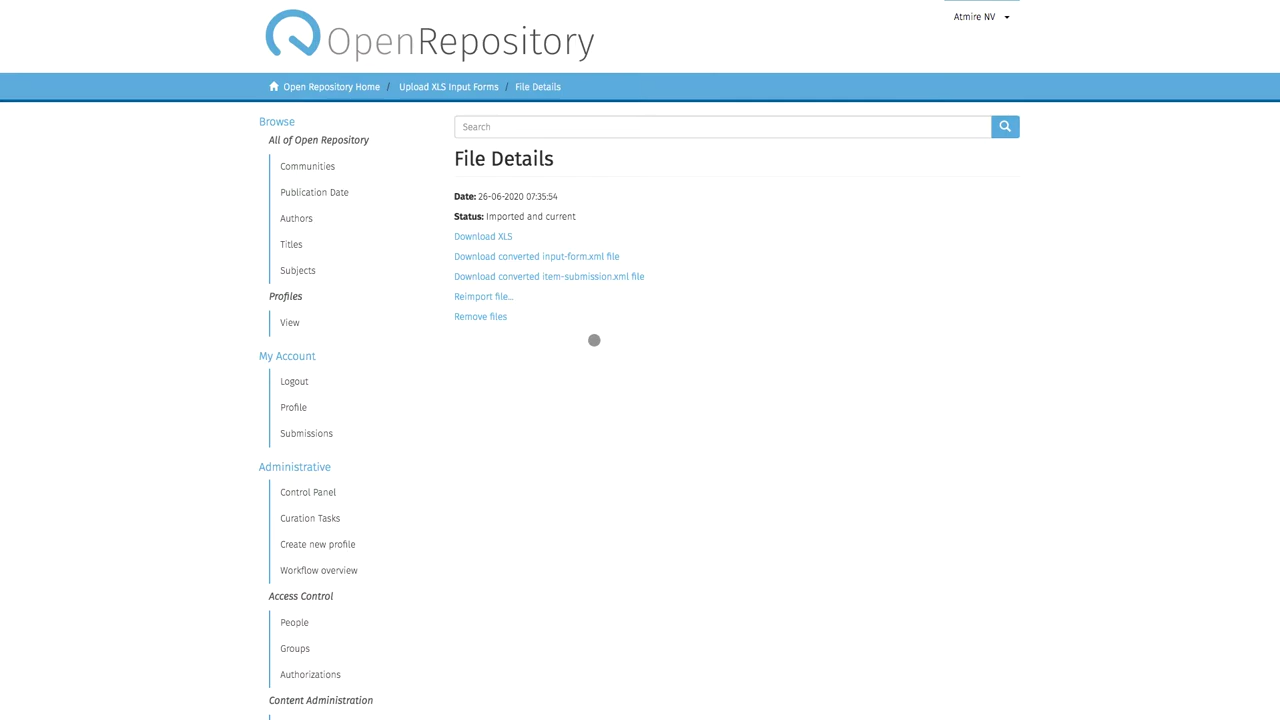 OpenRepository
Atmire NV
Open Repository Home / Upload XLS Input Forms / File Details
Browse
All of Open Repository
Communities
Publication Date
Authors
Titles
Subjects
Profiles
View
My Account
Logout
Profile
Submissions
Administrative
Control Panel
Curation Tasks
Create new profile
Workflow overview
Access Control
People
Groups
Authorizations
Content Administration
Search
File Details
Date: 26-06-2020 07:35:54
Status: Imported and current
Download XLS
Download converted input-form.xml file
Download converted item-submission.xml file
Reimport file...
Remove files